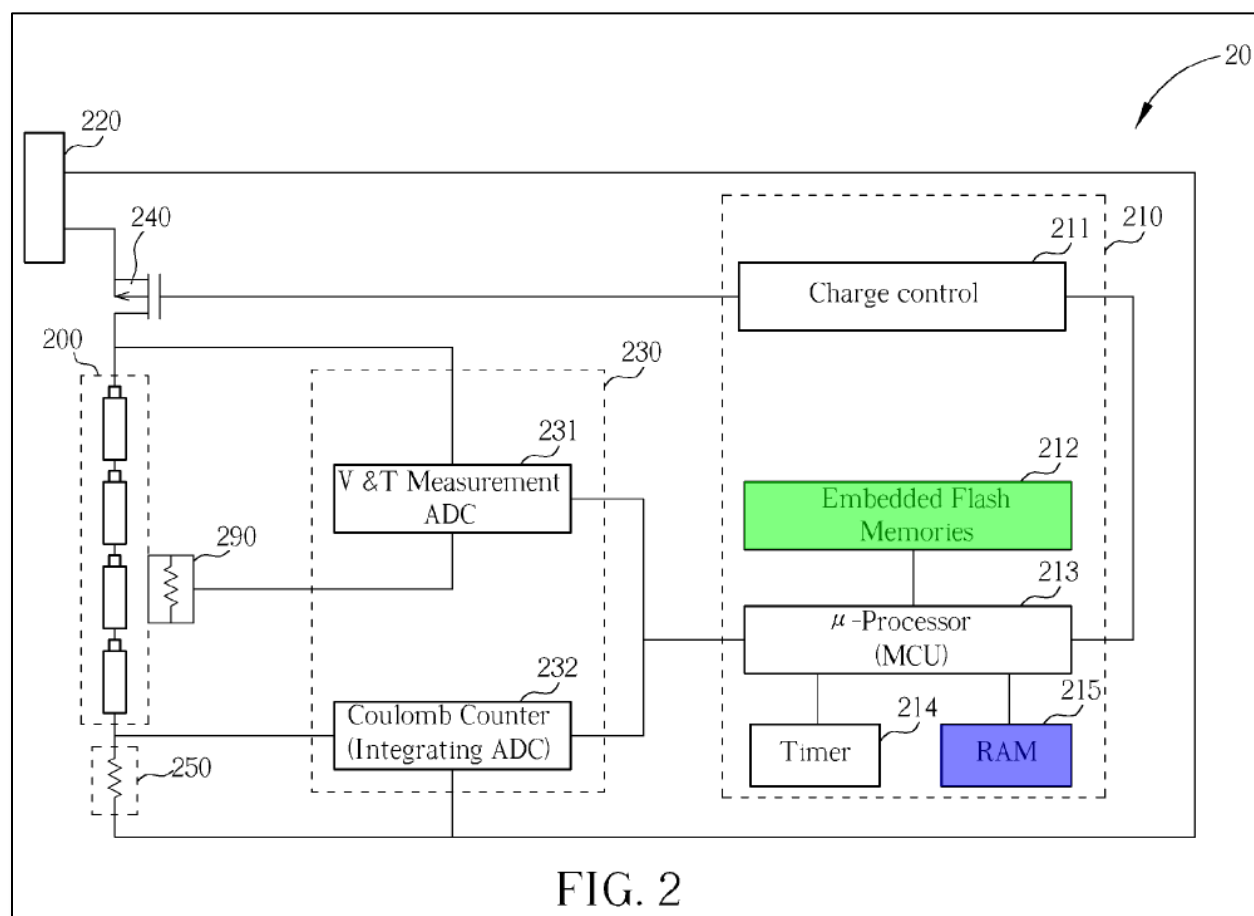 20
220
240
211
210
Charge control
200
230
231
V &T Measurement
ADC
212
Embedded Flash
Memories
290
213
μ-Processor
(MCU)
232
Coulomb Counter
(Integrating ADC)
214
Timer
215
RAM
250
FIG. 2